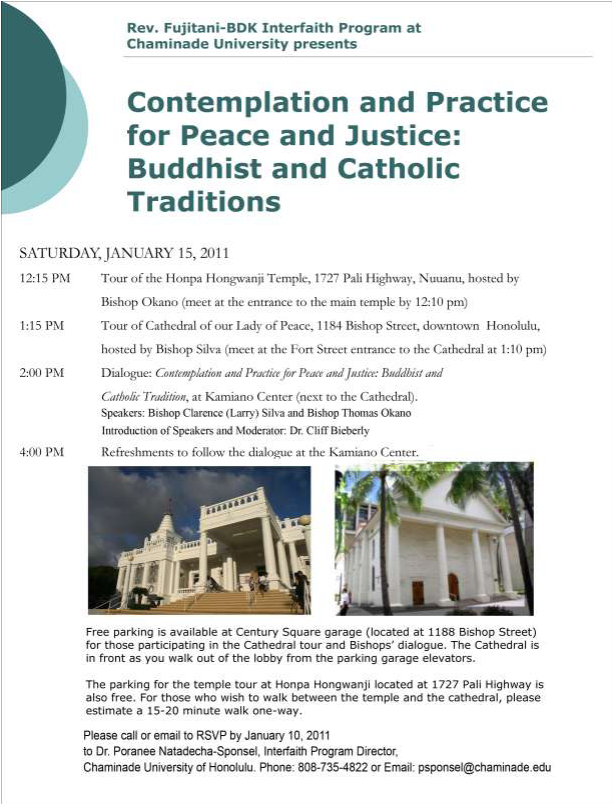 Rev. Fujitani-BDK Interfaith Program at
Chaminade University presents
Contemplation and Practice
for Peace and Justice:
Buddhist and Catholic
Traditions
SATURDAY, JANUARY 15, 2011
12:15 PM Tour of the Honpa Hongwanji Temple, 1727 Pali Highway, Nuuanu, hosted by
Bishop Okano (meet at the entrance to the main temple by 12:10 pm)
1:15 PM Tour of Cathedral of our Lady of Peace, 1184 Bishop Street, downtown Honolulu,
hosted by Bishop Silva (meet at the Fort Street entrance to the Cathedral at 1:10 pm)
2:00 PM Dialogue: Contemplation and Practice for Peace and Justice: Buddhist and
Catholic Tradition, at Kamiano Center (next to the Cathedral).
Speakers: Bishop Clarence (Larry) Silva and Bishop Thomas Okano
Introduction of Speakers and Moderator: Dr. Cliff Bieberly
4:00 PM Refreshments to follow the dialogue at the Kamiano Center.
Free parking is available at Century Square garage (located at 1188 Bishop Street)
for those participating in the Cathedral tour and Bishops' dialogue. The Cathedral is
in front as you walk out of the lobby from the parking garage elevators.
The parking for the temple tour at Honpa Hongwanji located at 1727 Pali Highway is
also free. For those who wish to walk between the temple and the cathedral, please
estimate a 15-20 minute walk one-way.
Please call or email to RSVP by January 10, 2011
to Dr. Poranee Natadecha-Sponsel, Interfaith Program Director,
Chaminade University of Honolulu. Phone: 808-735-4822 or Email: psponsel@chaminade.edu